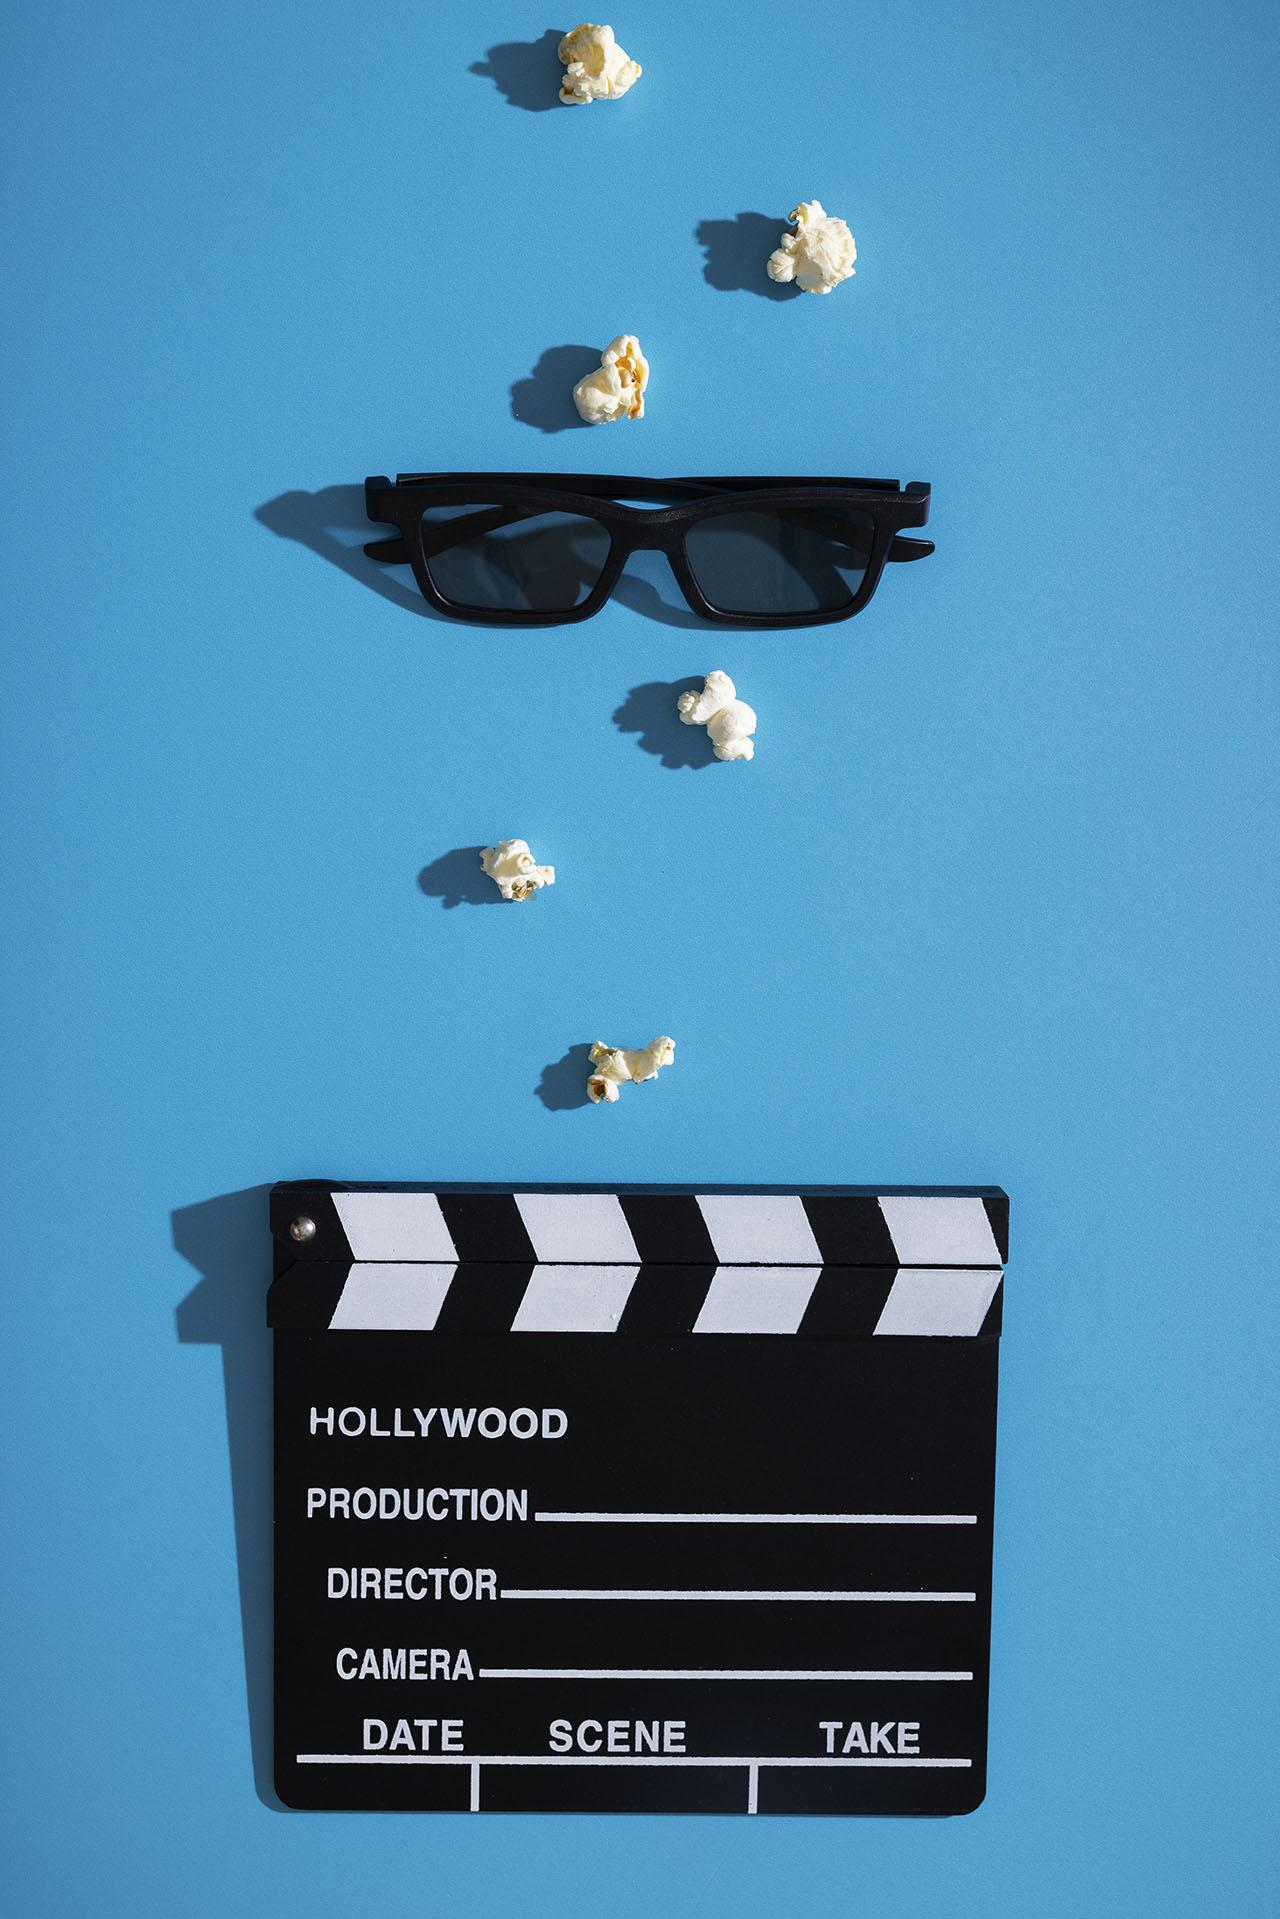 HOLLYWOOD
PRODUCTION
DIRECTOR
CAMERA
DATE SCENE TAKE